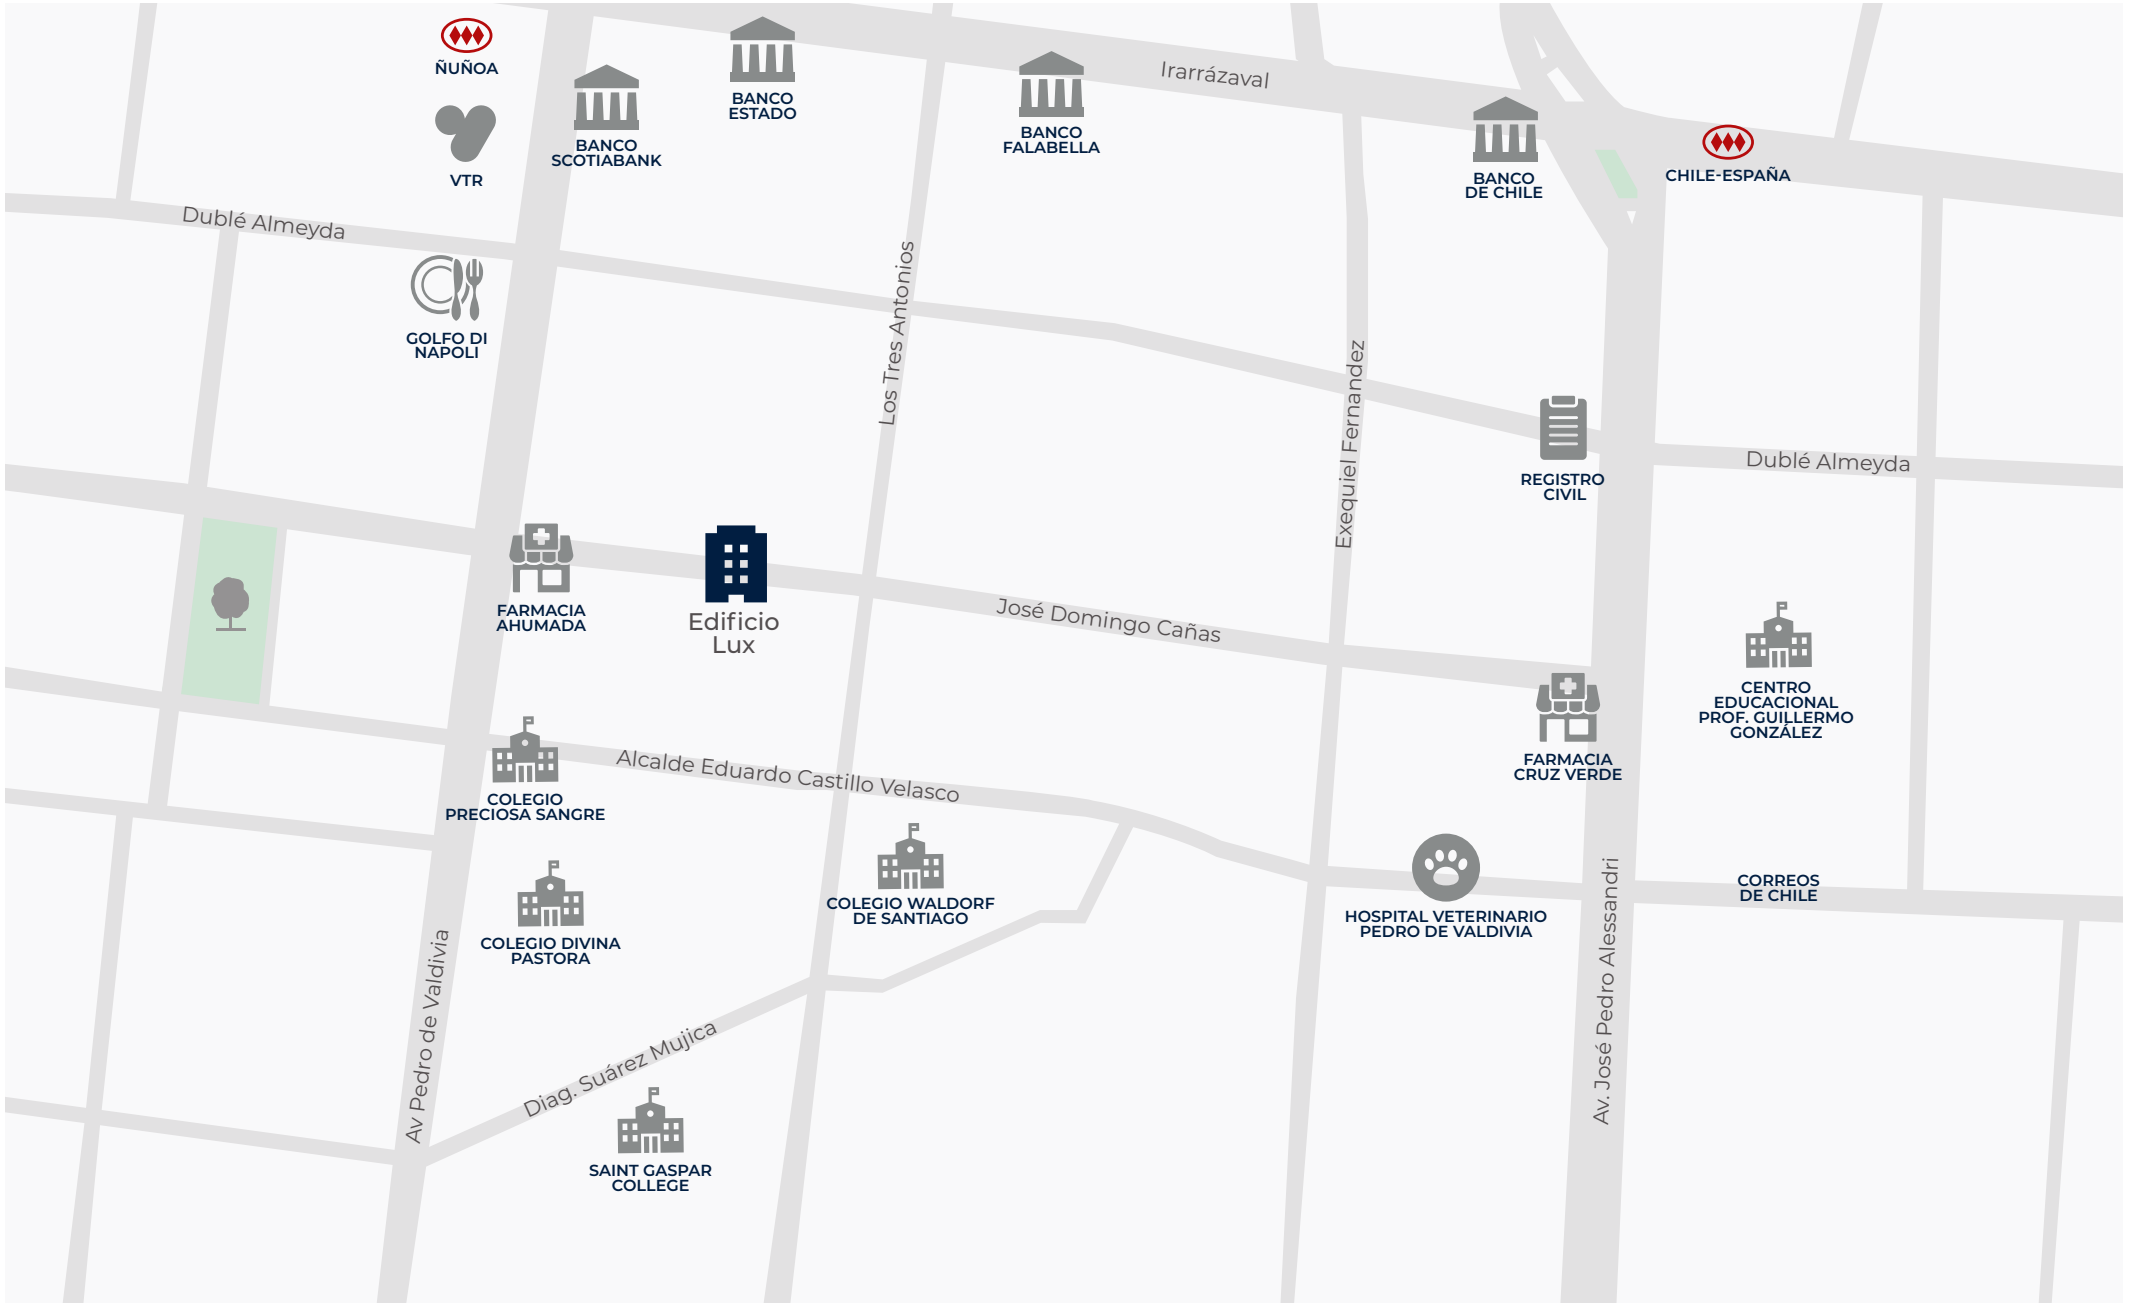 ÑUÑOA
VTR
BANCO
SCOTIABANK
BANCO
ESTADO
BANCO
FALABELLA
Irarrázaval
BANCO
DE CHILE
CHILE-ESPAÑA
Dublé Almeyda
GOLFO DI
NAPOLI
Los Tres Antonios
Exequiel Fernandez
REGISTRO
CIVIL
Dublé Almeyda
FARMACIA
AHUMADA
Edificio
Lux
José Domingo Cañas
CENTRO
EDUCACIONAL
PROF. GUILLERMO
GONZÁLEZ
FARMACIA
CRUZ VERDE
COLEGIO
PRECIOSA SANGRE
Alcalde Eduardo Castillo Velasco
COLEGIO WALDORF
DE SANTIAGO
HOSPITAL VETERINARIO
PEDRO DE VALDIVIA
CORREOS
DE CHILE
COLEGIO DIVINA
PASTORA
Av Pedro de Valdivia
Diag. Suárez Mujica
Av. José Pedro Alessandri
SAINT GASPAR
COLLEGE